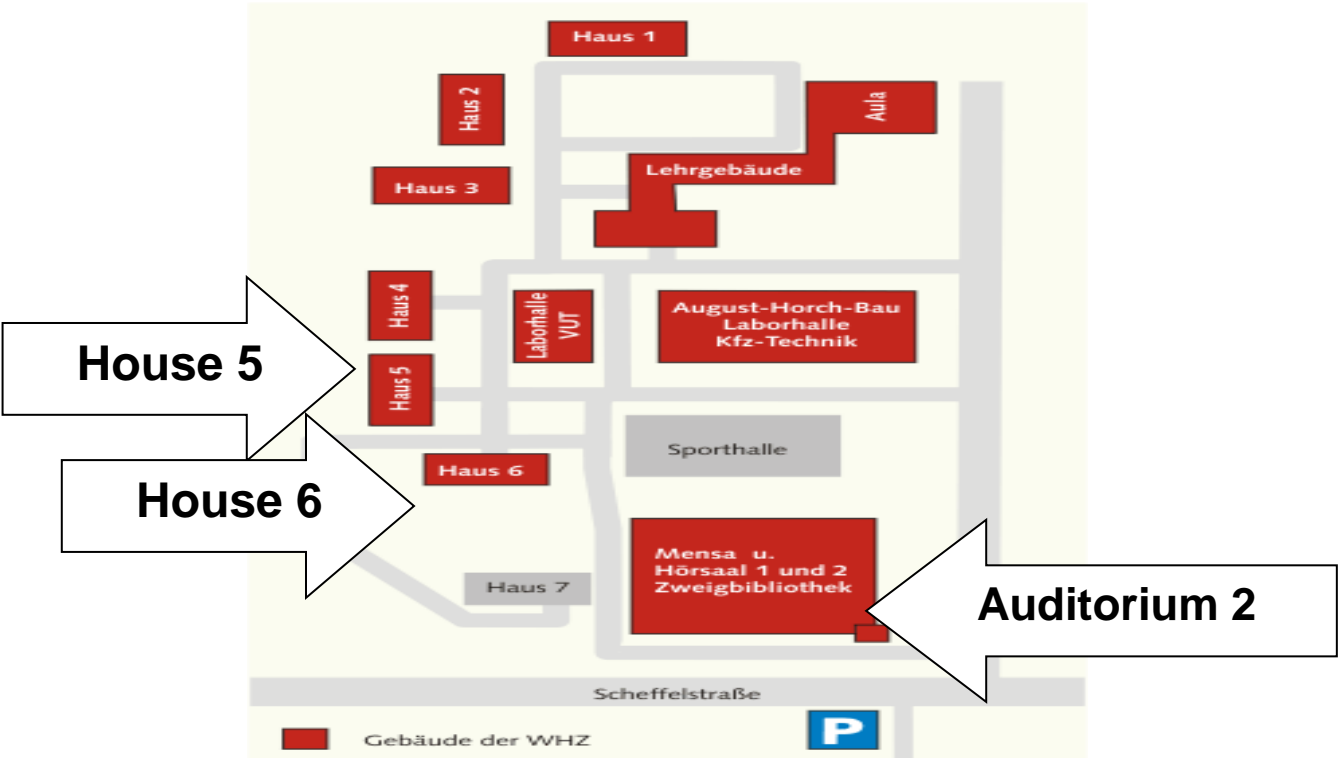 Haus 1
Haus 2
Aula
Lehrgebäude
Haus 3
Haus 4
Laborhalle
VUT
August-Horch-Bau
Laborhalle
Kfz-Technik
House 5
Haus 5
Sporthalle
Haus 6
House 6
Mensa u.
Hörsaal 1 und 2
Zweigbibliothek
Haus 7
Auditorium 2
Scheffelstraße
P
Gebäude der WHZ